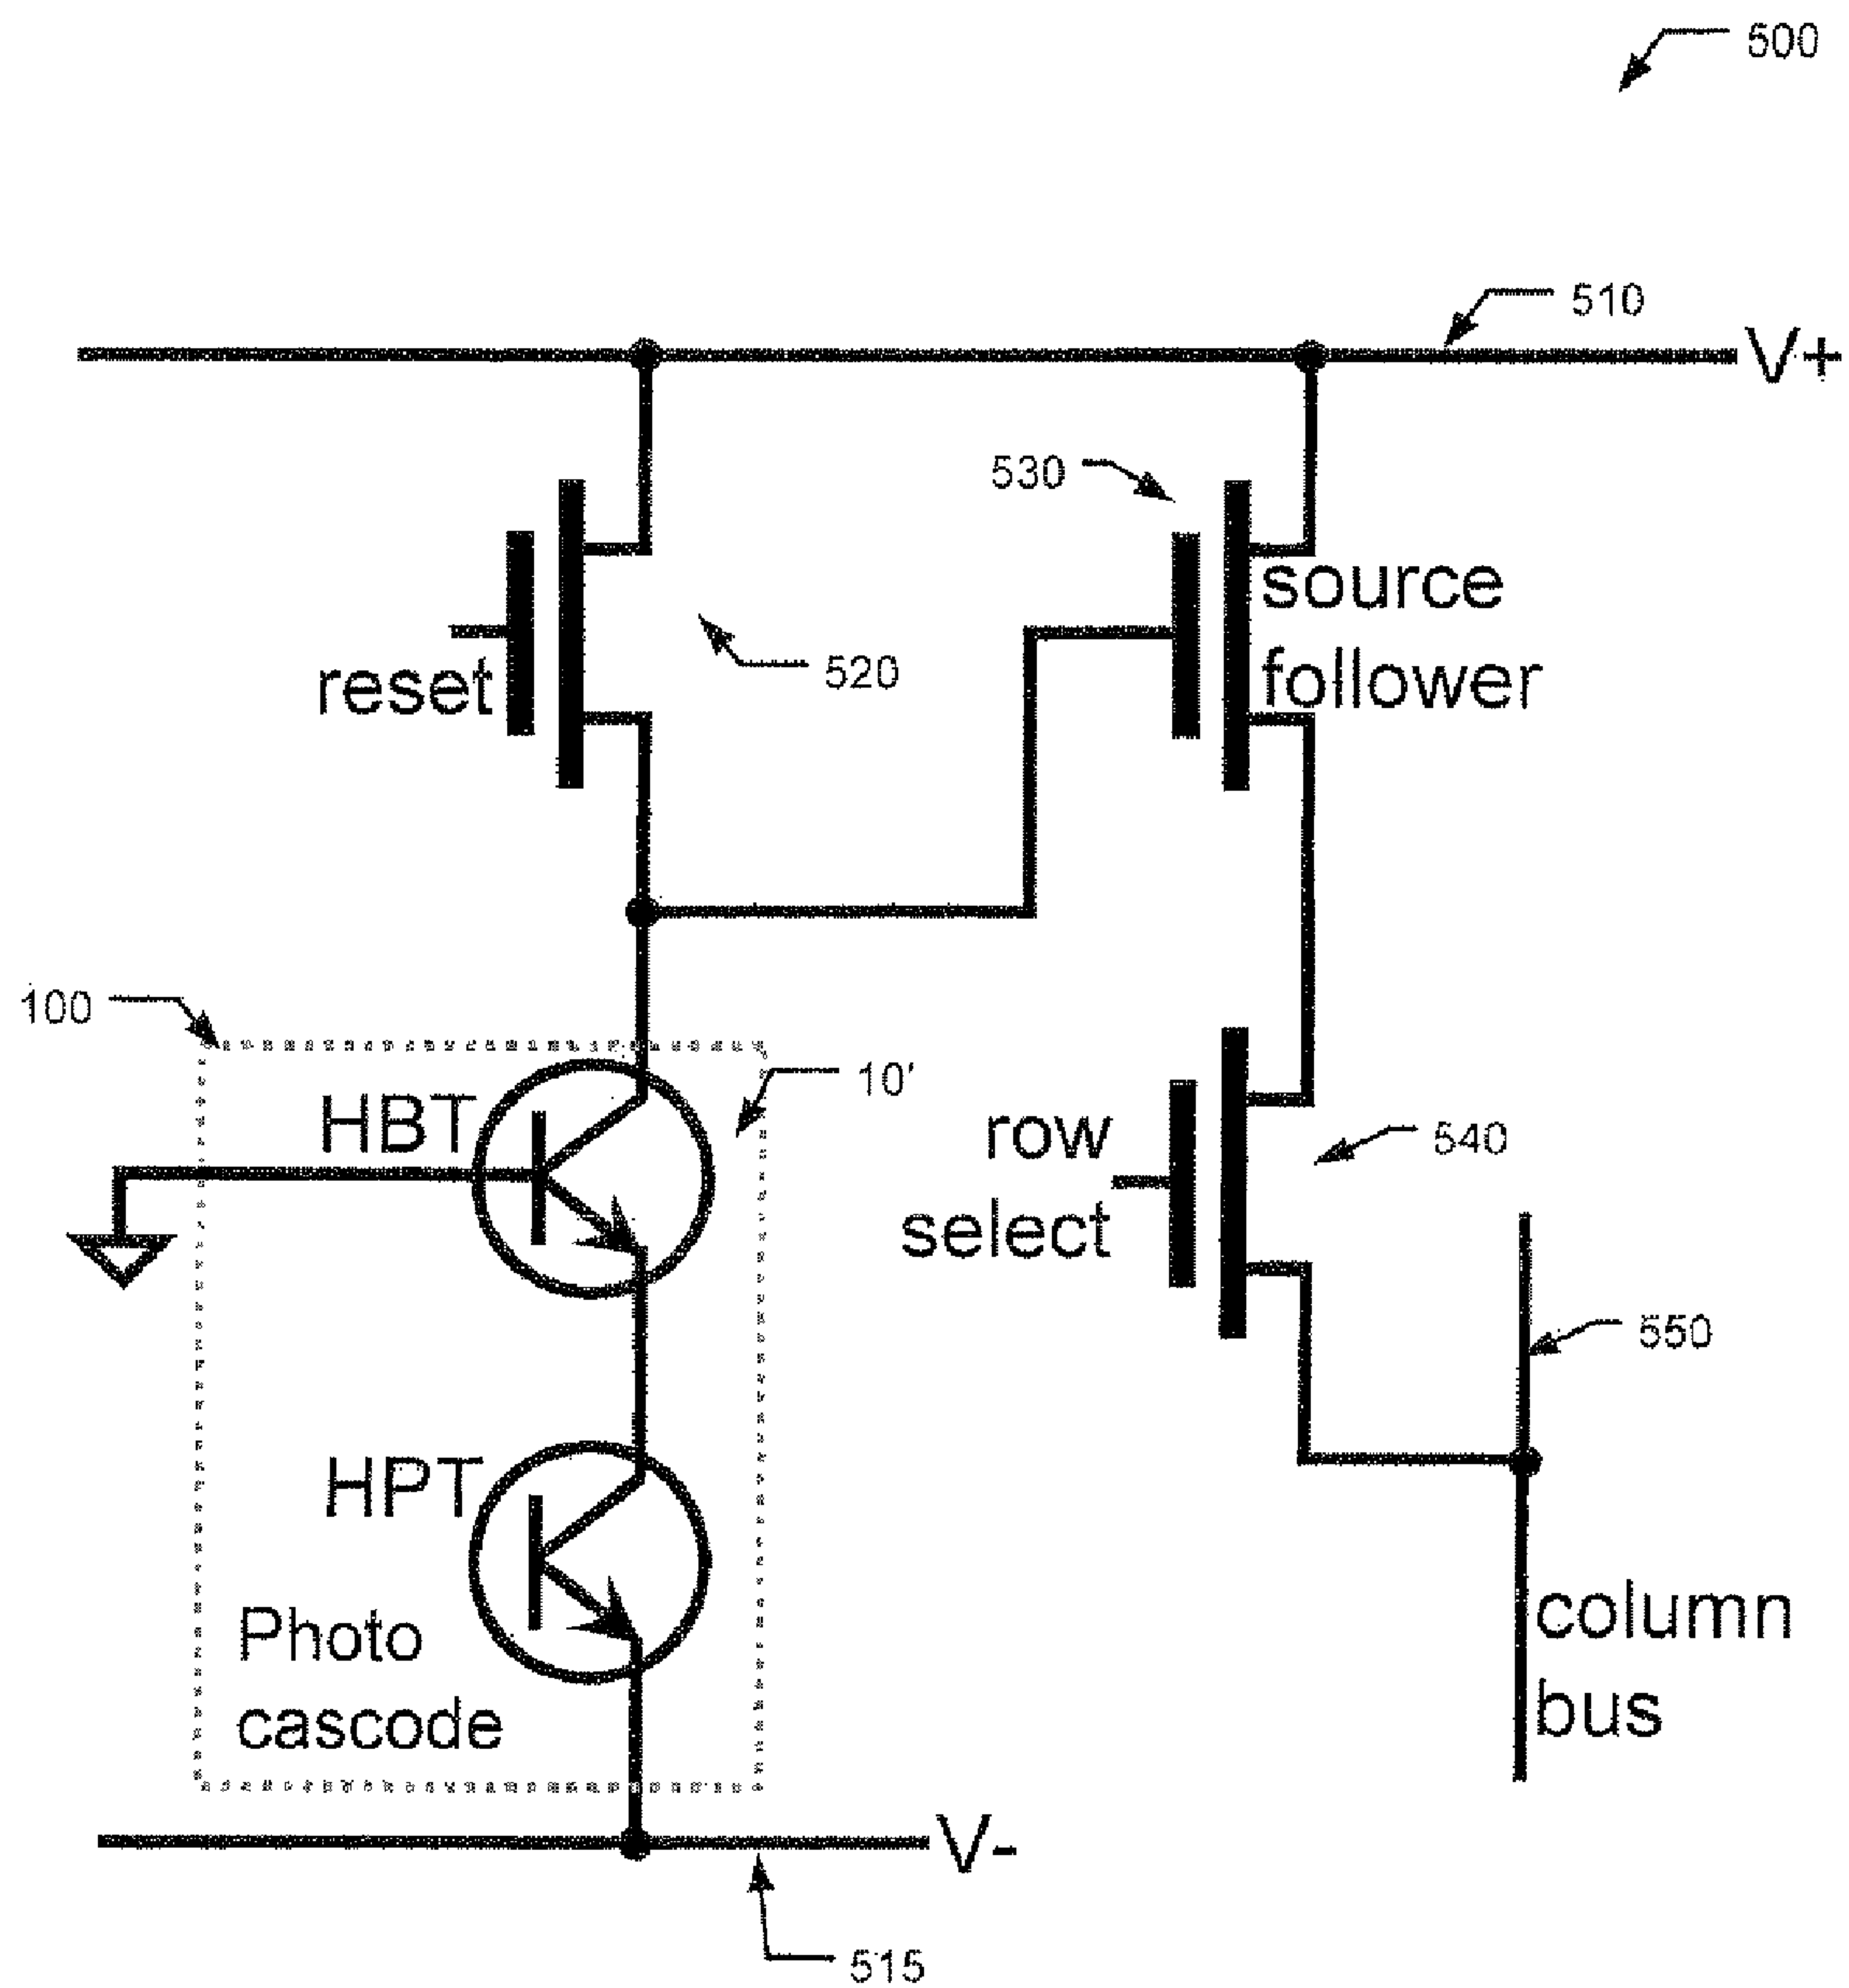 500
510
V+
530
source
follower
520
reset
100
10'
HBT
row
select
540
550
HPT
Photo
cascode
column
bus
V-
515